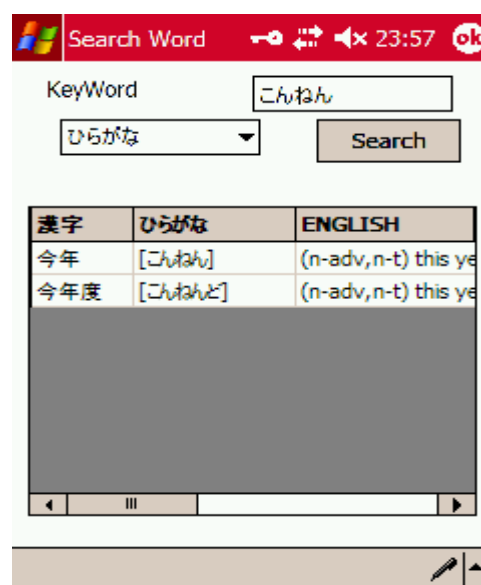 Search Word 23:57 ok
KeyWord こんねん
ひらがな Search
漢字 ひらがな ENGLISH
今年 [こんねん] (n-adv,n-t) this ye
今年度 [こんねんど] (n-adv,n-t) this ye